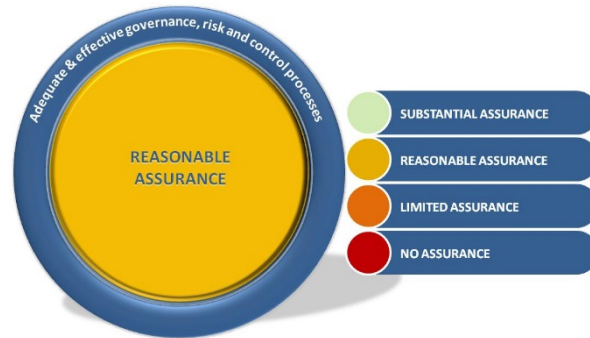 Adequate & effective governance, risk and control processes
REASONABLE
ASSURANCE
SUBSTANTIAL ASSURANCE
REASONABLE ASSURANCE
LIMITED ASSURANCE
NO ASSURANCE